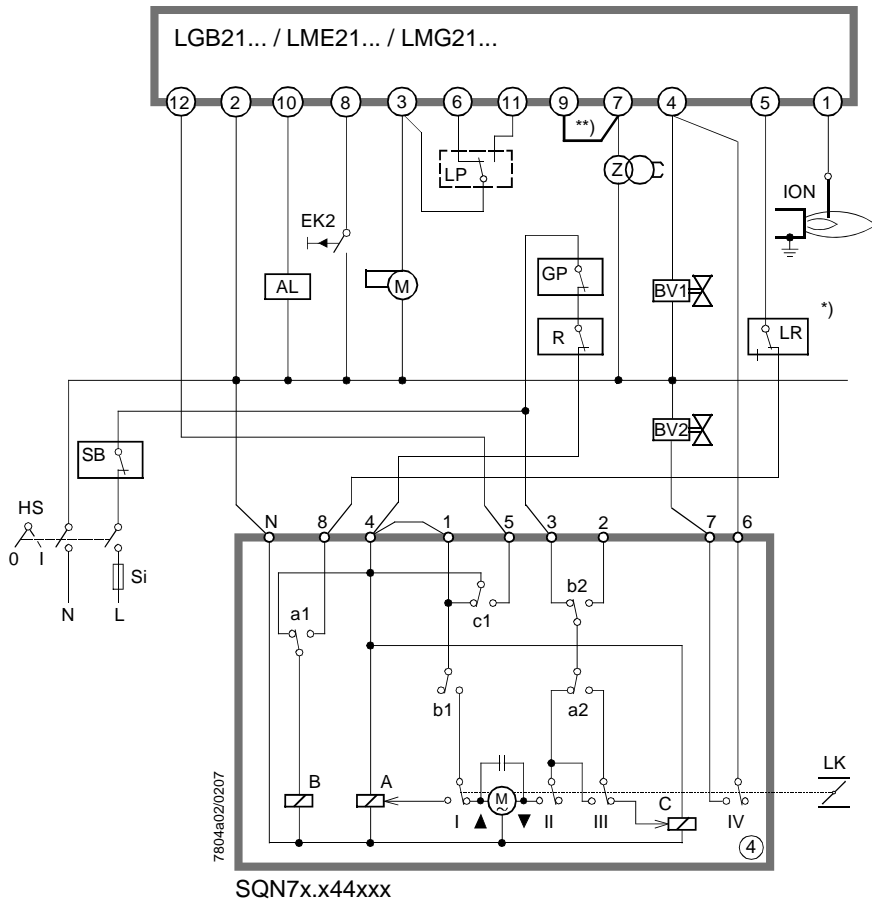 LGB21... / LME21... / LMG21...
12 2 10 8 3 6 11 9 7 4 5 1
**)
LP
Z
ION
EK2
GP
AL
M
BV1
*)
R
LR
BV2
SB
HS
0 I
Si
N L
N 8 4 1 5 3 2 7 6
a1
c1
b2
b1
a2
B A
M
~
C
LK
I II III IV
4
7804a02/0207
SQN7x.x44xxx